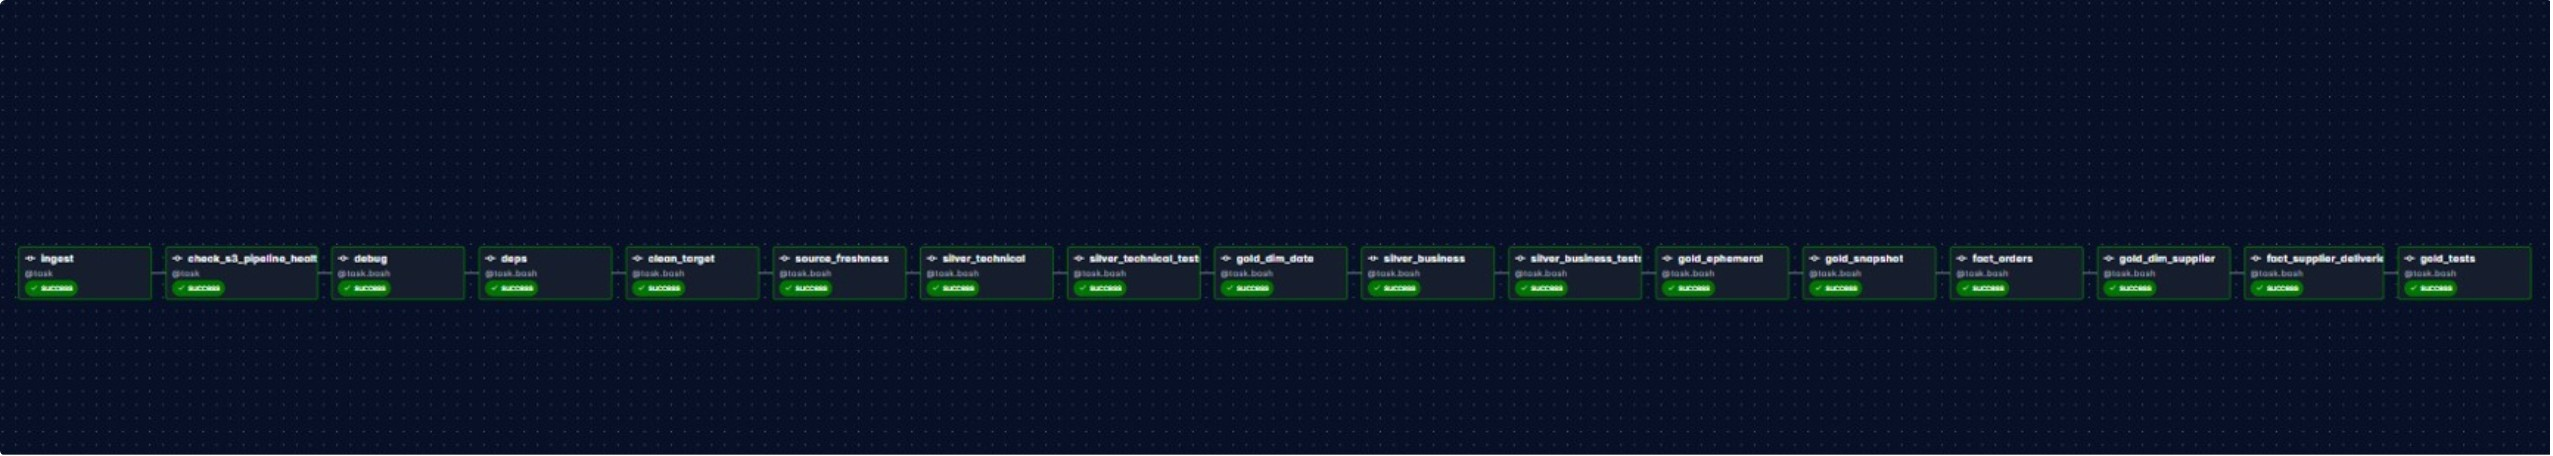 ingest
@task
success
check_s3_pipeline_healt
@task
success
debug
@task.bash
success
deps
@task.bash
success
clean_target
@task.bash
success
source_freshness
@task.bash
success
silver_technical
@task.bash
success
silver_technical_test
@task.bash
success
gold_dim_date
@task.bash
success
silver_business
@task.bash
success
silver_business_tests
@task.bash
success
gold_ephemeral
@task.bash
success
gold_snapshot
@task.bash
success
fact_orders
@task.bash
success
gold_dim_supplier
@task.bash
success
fact_supplier_deliverie
@task.bash
success
gold_tests
@task.bash
success